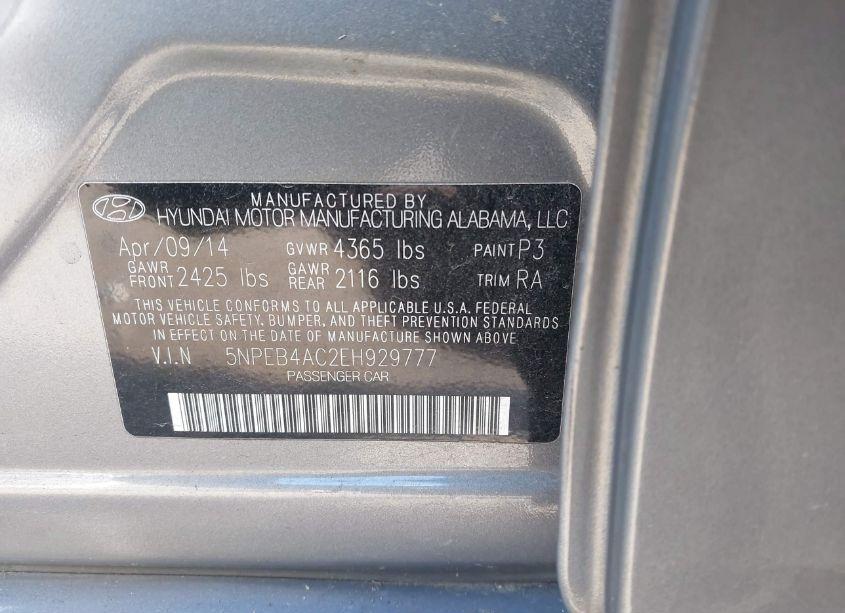 MANUFACTURED BY
HYUNDAI MOTOR MANUFACTURING ALABAMA, LLC
Apr/09/14 GVWR 4365 lbs PAINT P3
GAWR FRONT 2425 lbs GAWR REAR 2116 lbs TRIM RA
THIS VEHICLE CONFORMS TO ALL APPLICABLE U.S.A. FEDERAL
MOTOR VEHICLE SAFETY, BUMPER, AND THEFT PREVENTION STANDARDS
IN EFFECT ON THE DATE OF MANUFACTURE SHOWN ABOVE
V.I.N 5NPEB4AC2EH929777
PASSENGER CAR